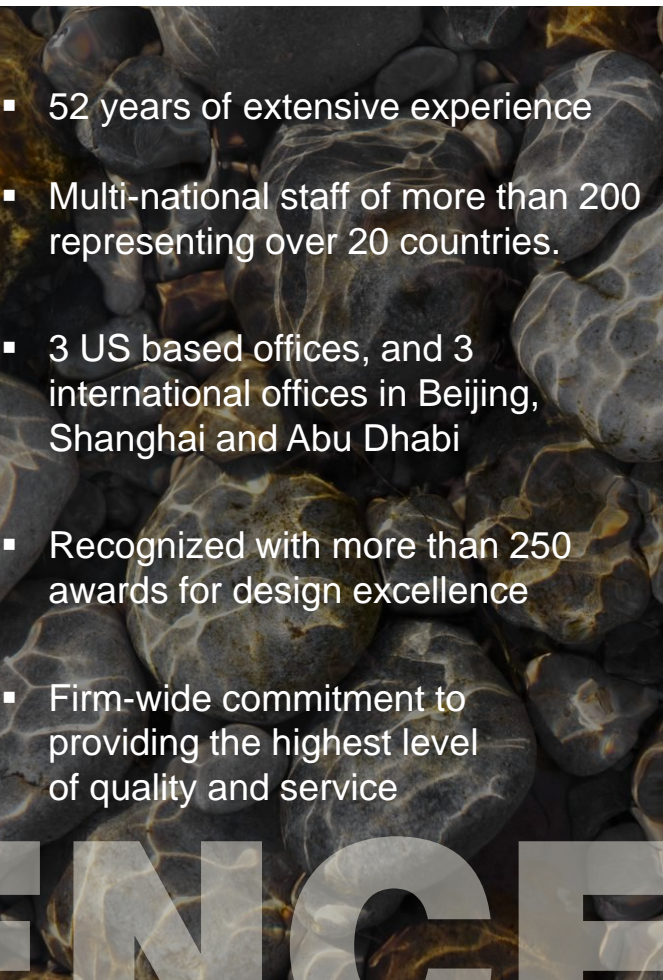 ▪ 52 years of extensive experience
▪ Multi-national staff of more than 200
representing over 20 countries.
▪ 3 US based offices, and 3
international offices in Beijing,
Shanghai and Abu Dhabi
▪ Recognized with more than 250
awards for design excellence
▪ Firm-wide commitment to
providing the highest level
of quality and service
ENCE